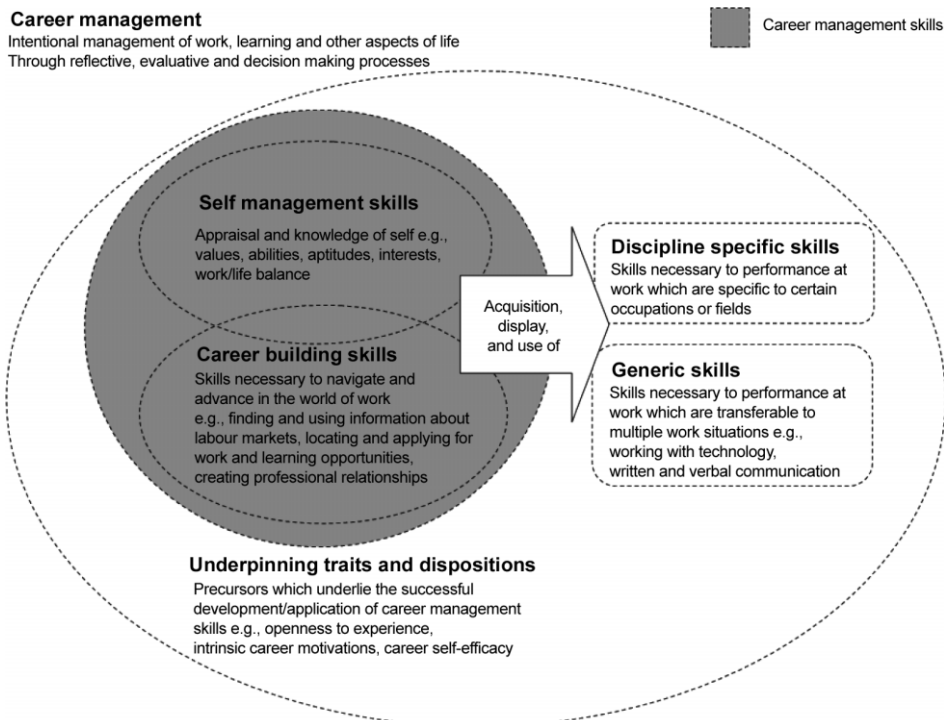 Career management
Intentional management of work, learning and other aspects of life
Through reflective, evaluative and decision making processes
Career management skills
Self management skills
Appraisal and knowledge of self e.g.,
values, abilities, aptitudes, interests,
work/life balance
Career building skills
Skills necessary to navigate and
advance in the world of work
e.g., finding and using information about
labour markets, locating and applying for
work and learning opportunities,
creating professional relationships
Acquisition,
display,
and use of
Discipline specific skills
Skills necessary to performance at
work which are specific to certain
occupations or fields
Generic skills
Skills necessary to performance at
work which are transferable to
multiple work situations e.g.,
working with technology,
written and verbal communication
Underpinning traits and dispositions
Precursors which underlie the successful
development/application of career management
skills e.g., openness to experience,
intrinsic career motivations, career self-efficacy